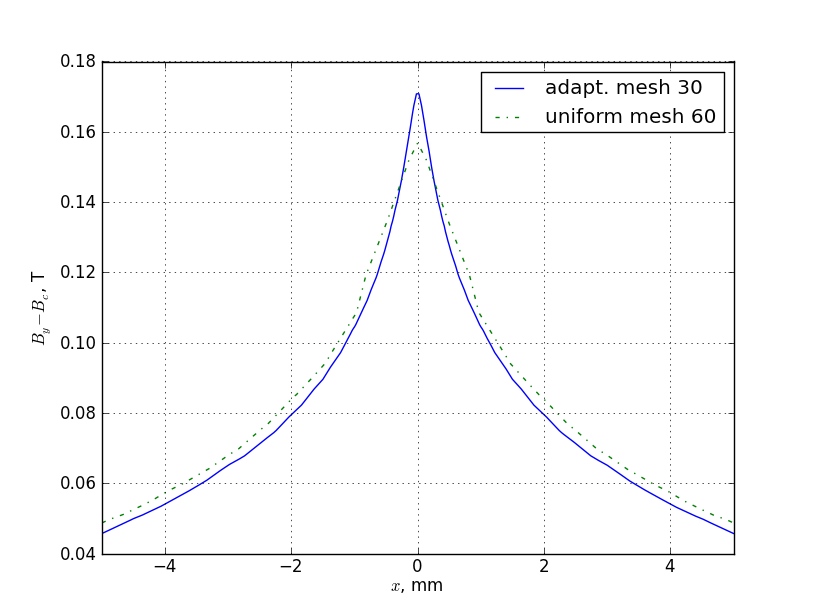 0.18
0.16
0.14
0.12
0.10
0.08
0.06
0.04
B_y−B_c, T
adapt. mesh 30
uniform mesh 60
−4 −2 0 2 4
x, mm